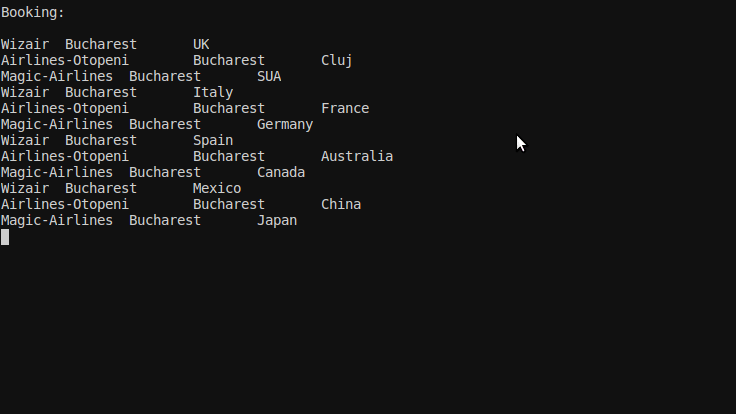 Booking:
Wizair Bucharest UK
Airlines-Otopeni Bucharest Cluj
Magic-Airlines Bucharest SUA
Wizair Bucharest Italy
Airlines-Otopeni Bucharest France
Magic-Airlines Bucharest Germany
Wizair Bucharest Spain
Airlines-Otopeni Bucharest Australia
Magic-Airlines Bucharest Canada
Wizair Bucharest Mexico
Airlines-Otopeni Bucharest China
Magic-Airlines Bucharest Japan